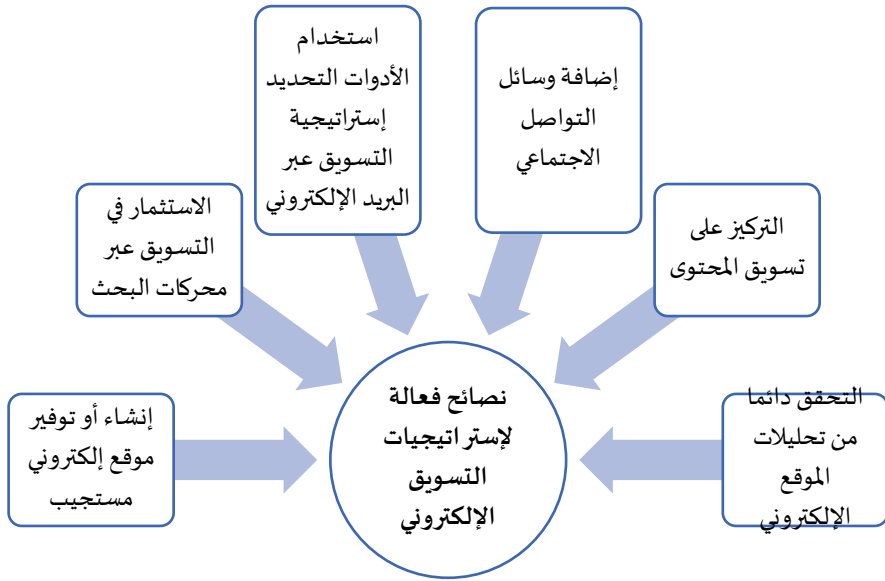 استخدام
الأدوات التحديد
إستراتيجية
التسويق عبر
البريد الإلكتروني
إضافة وسائل
التواصل
الاجتماعي
التركيز على
تسويق المحتوى
الاستثمار في
التسويق عبر
محركات البحث
إنشاء أو توفير
موقع إلكتروني
مستجيب
نصائح فعالة
لإستراتيجيات
التسويق
الإلكتروني
التحقق دائما
من تحليلات
الموقع
الإلكتروني